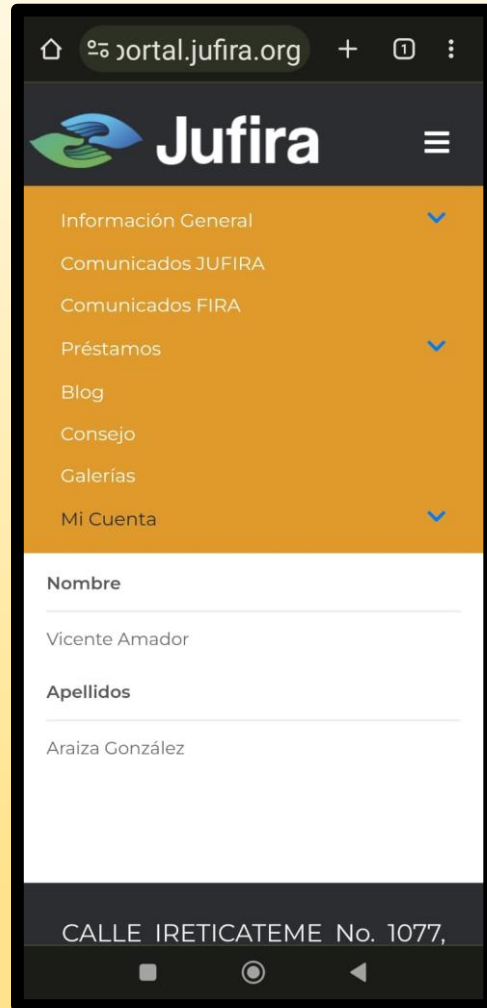 portal.jufira.org
1
Jufira
Información General
Comunicados JUFIRA
Comunicados FIRA
Préstamos
Blog
Consejo
Galerías
Mi Cuenta
Nombre
Vicente Amador
Apellidos
Araiza González
CALLE IRETICATEME No. 1077,